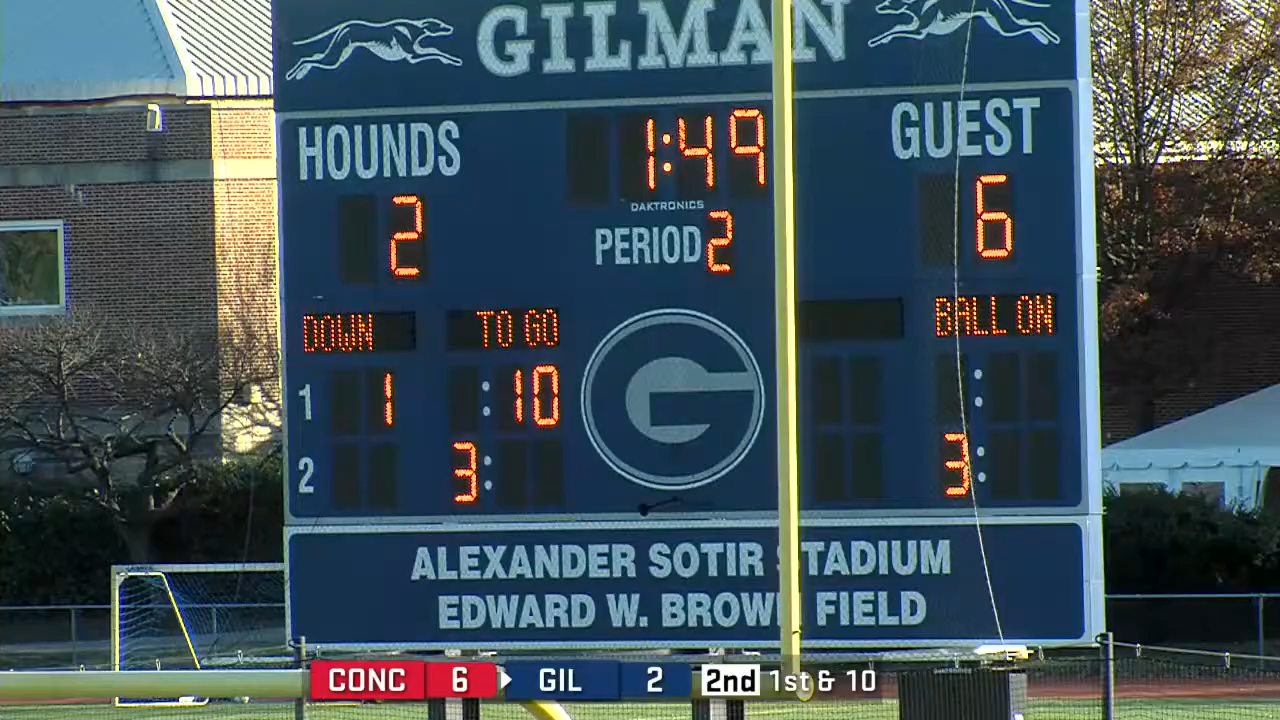 GILMAN
HOUNDS 1:49 GUEST
DAKTRONICS
2 PERIOD 2 6
DOWN TO GO BALL ON
1 1 : 10 :
G
2 3 : 3 :
ALEXANDER SOTIR STADIUM
EDWARD W. BROWN FIELD
DAKTRONICS
CONC 6 GIL 2 2nd 1st & 10